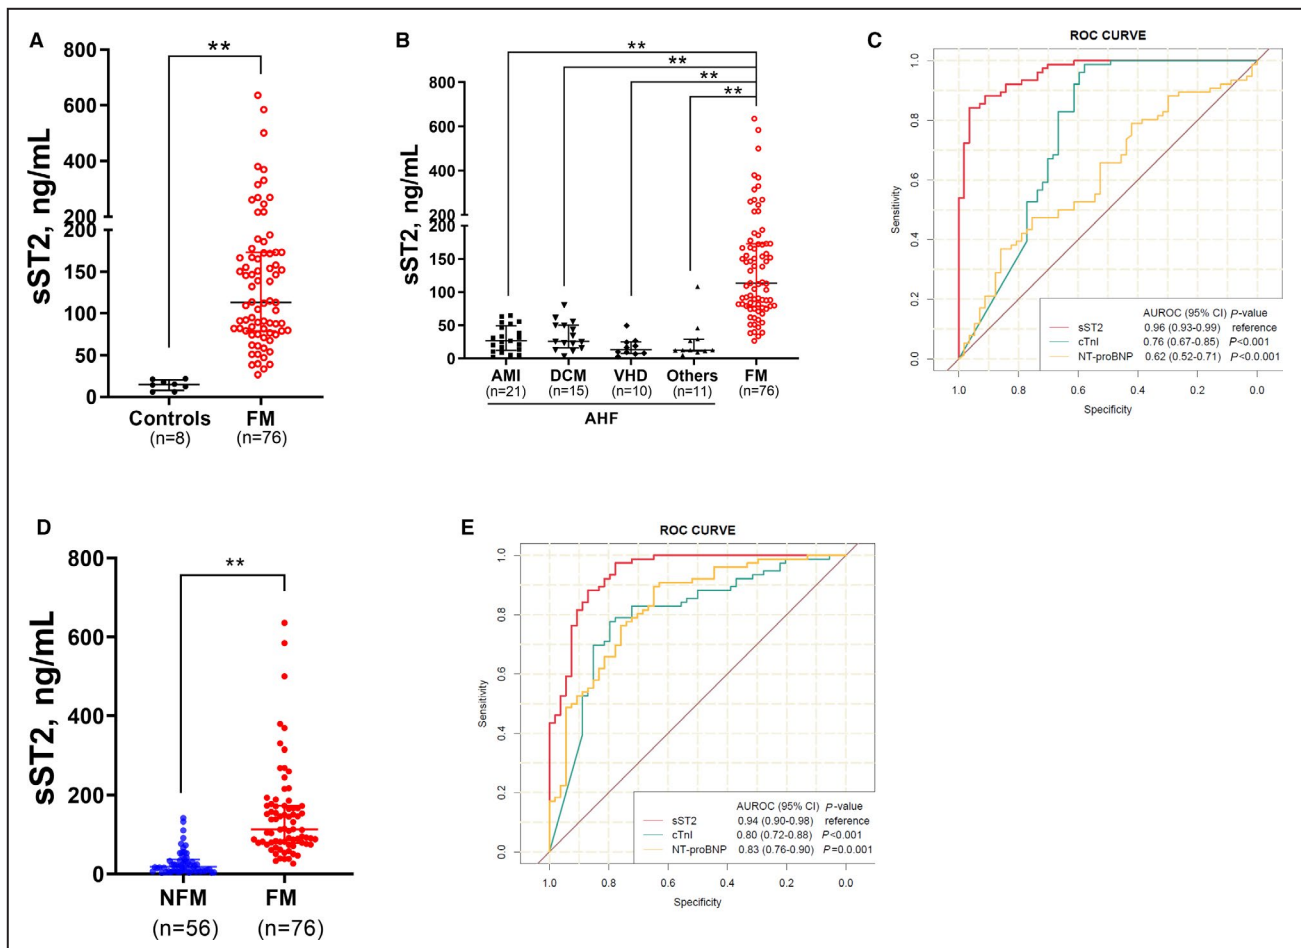 A
800
600
400
200
200
150
100
50
0
sST2, ng/mL
**
Controls
(n=8)
FM
(n=76)
B
800
600
400
200
200
150
100
50
0
sST2, ng/mL
**
**
**
**
AMI
(n=21)
DCM
(n=15)
VHD
(n=10)
Others
(n=11)
FM
(n=76)
AHF
C
ROC CURVE
1.0
0.8
0.6
0.4
0.2
0.0
Sensitivity
AUROC (95% CI) P-value
sST2 0.96 (0.93-0.99) reference
cTnI 0.76 (0.67-0.85) P<0.001
NT-proBNP 0.62 (0.52-0.71) P<0.0.001
1.0 0.8 0.6 0.4 0.2 0.0
Specificity
D
800
600
400
200
0
sST2, ng/mL
**
NFM
(n=56)
FM
(n=76)
E
ROC CURVE
1.0
0.8
0.6
0.4
0.2
0.0
Sensitivity
AUROC (95% CI) P-value
sST2 0.94 (0.90-0.98) reference
cTnI 0.80 (0.72-0.88) P<0.001
NT-proBNP 0.83 (0.76-0.90) P=0.0.001
1.0 0.8 0.6 0.4 0.2 0.0
Specificity